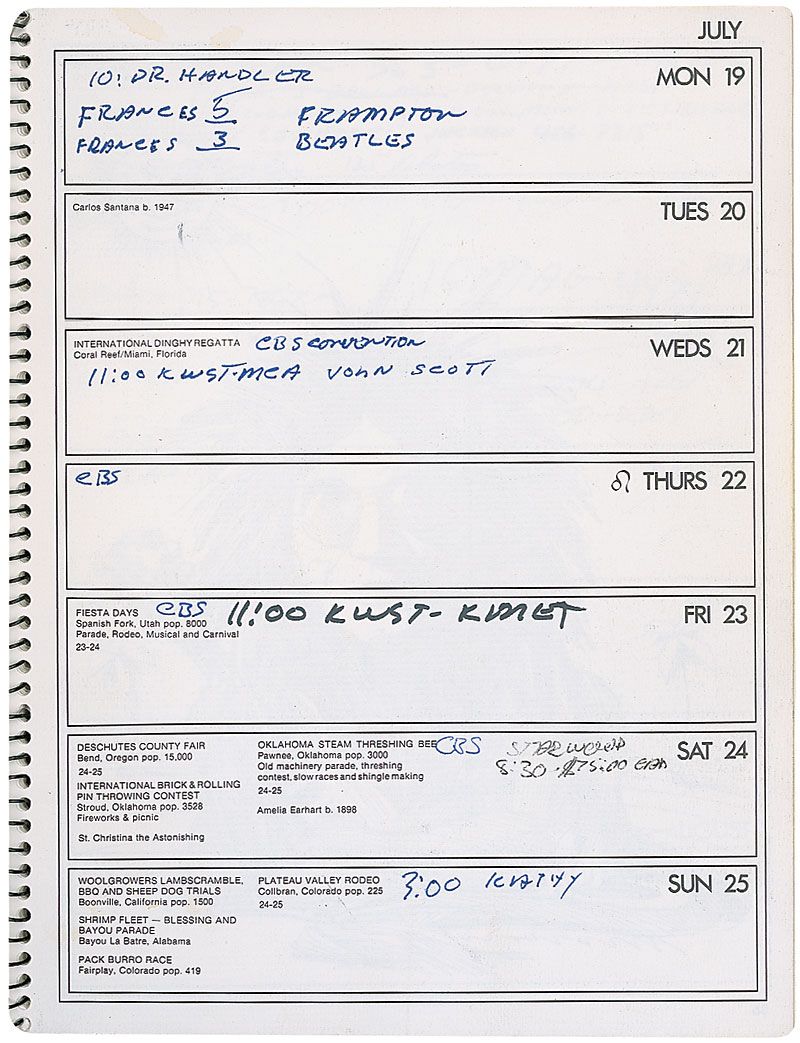 JULY
MON 19
10: DR. HANDLER
FRANCES 5 FRAMPTON
FRANCES 3 BEATLES
TUES 20
Carlos Santana b. 1947
WEDS 21
INTERNATIONAL DINGHY REGATTA CBS CONVENTION
Coral Reef/Miami, Florida
11:00 KWST-MCA JOHN SCOTT
♌ THURS 22
CBS
FRI 23
FIESTA DAYS CBS 11:00 KWST-
Spanish Fork, Utah pop. 8000
Parade, Rodeo, Musical and Carnival
23-24
SAT 24
DESCHUTES COUNTY FAIR
Bend, Oregon pop. 15,000
24-25
INTERNATIONAL BRICK & ROLLING
PIN THROWING CONTEST
Stroud, Oklahoma pop. 3528
Fireworks & picnic
St. Christina the Astonishing
OKLAHOMA STEAM THRESHING BEE CBS
Pawnee, Oklahoma pop. 3000
Old machinery parade, threshing
contest, slow races and shingle making
24-25
Amelia Earhart b. 1898
8:30 - $75.00
SUN 25
WOOLGROWERS LAMBSCRAMBLE,
BBQ AND SHEEP DOG TRIALS
Boonville, California pop. 1500
SHRIMP FLEET — BLESSING AND
BAYOU PARADE
Bayou La Batre, Alabama
PACK BURRO RACE
Fairplay, Colorado pop. 419
PLATEAU VALLEY RODEO
Collbran, Colorado pop. 225
24-25
3:00 KATHY